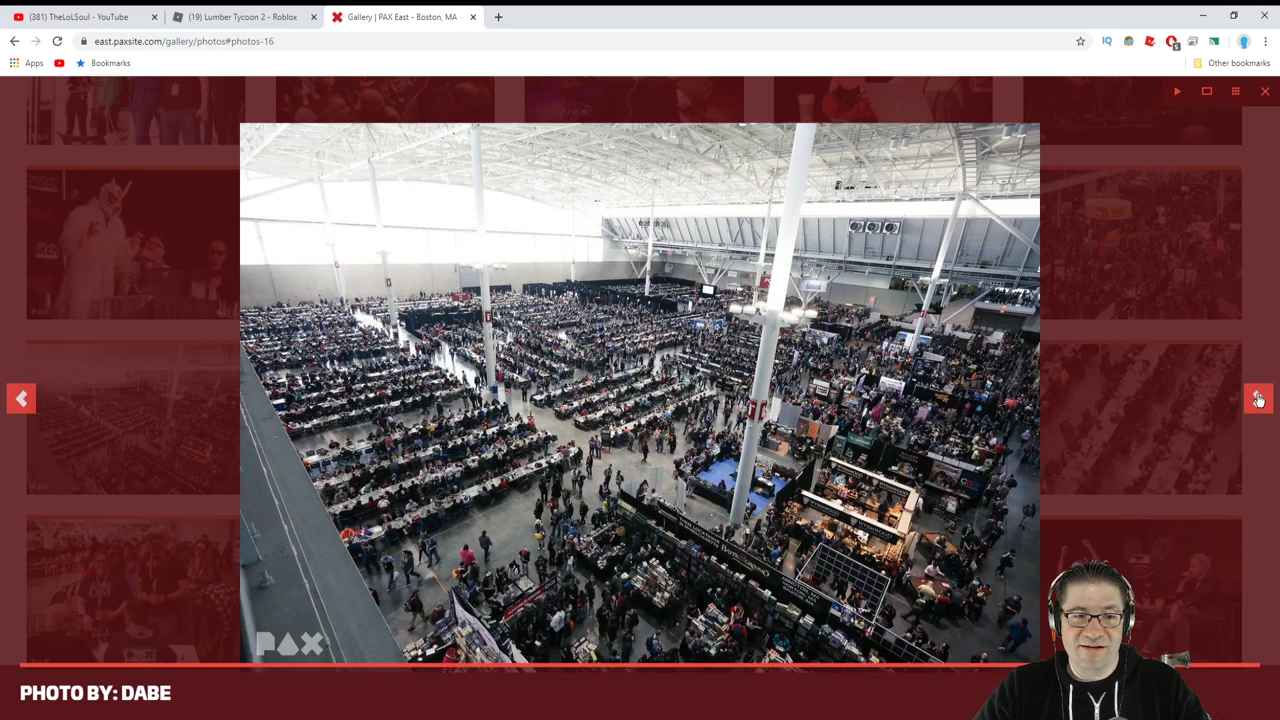 (381) TheLoLSoul - YouTube
(19) Lumber Tycoon 2 - Roblox
Gallery | PAX East - Boston, MA -
east.paxsite.com/gallery/photos#photos-16
Apps
Bookmarks
Other bookmarks
PAX
PHOTO BY: DABE